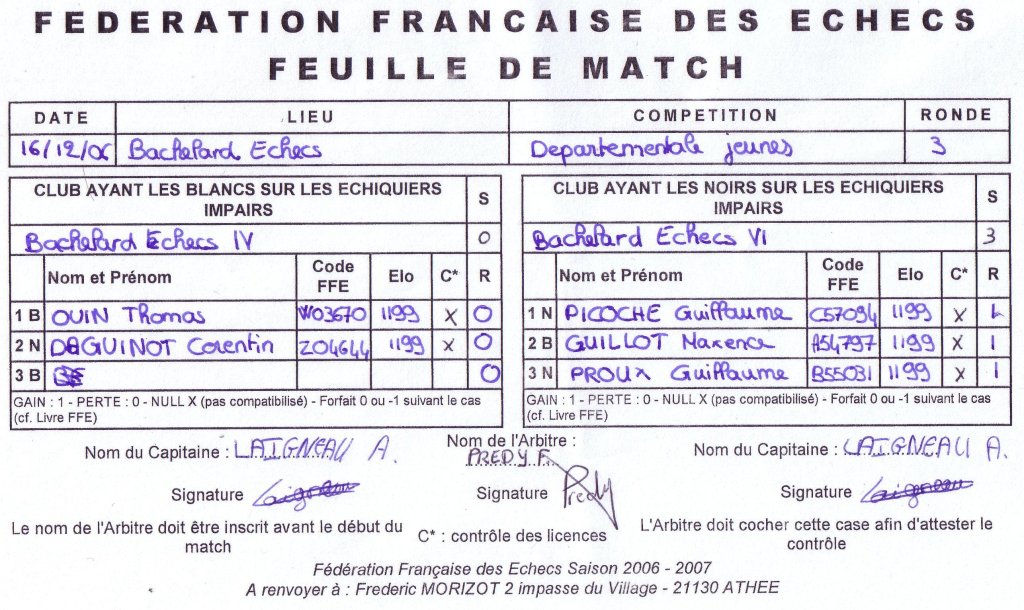 FEDERATION FRANCAISE DES ECHECS
FEUILLE DE MATCH
DATE LIEU COMPETITION RONDE
16/12/06 Bachefard Echecs Departementale jeunes 3
CLUB AYANT LES BLANCS SUR LES ECHIQUIERS IMPAIRS S
Bachefard Echecs IV 0
Nom et Prénom Code FFE Elo C* R
1 B OUIN Thomas W03670 1199 X 0
2 N DAGUINOT Corentin Z04644 1199 X 0
3 B 0
GAIN : 1 - PERTE : 0 - NULL X (pas compatibilisé) - Forfait 0 ou -1 suivant le cas
(cf. Livre FFE)
CLUB AYANT LES NOIRS SUR LES ECHIQUIERS IMPAIRS S
Bachefard Echecs VI 3
Nom et Prénom Code FFE Elo C* R
1 N PICOCHE Guillaume C57094 1199 X 1
2 B GUILLOT Maxence A54797 1199 X 1
3 N PROUX Guillaume B55031 1199 X 1
GAIN : 1 - PERTE : 0 - NULL X (pas compatibilisé) - Forfait 0 ou -1 suivant le cas
(cf. Livre FFE)
Nom du Capitaine : LAIGNEAU A.
Signature Laigneau
Le nom de l'Arbitre doit être inscrit avant le début du
match
Nom de l'Arbitre :
PREDY F.
Signature Predy
C* : contrôle des licences
Nom du Capitaine : LAIGNEAU A.
Signature Laigneau
L'Arbitre doit cocher cette case afin d'attester le
contrôle
Fédération Française des Echecs Saison 2006 - 2007
A renvoyer à : Frederic MORIZOT 2 impasse du Village - 21130 ATHEE